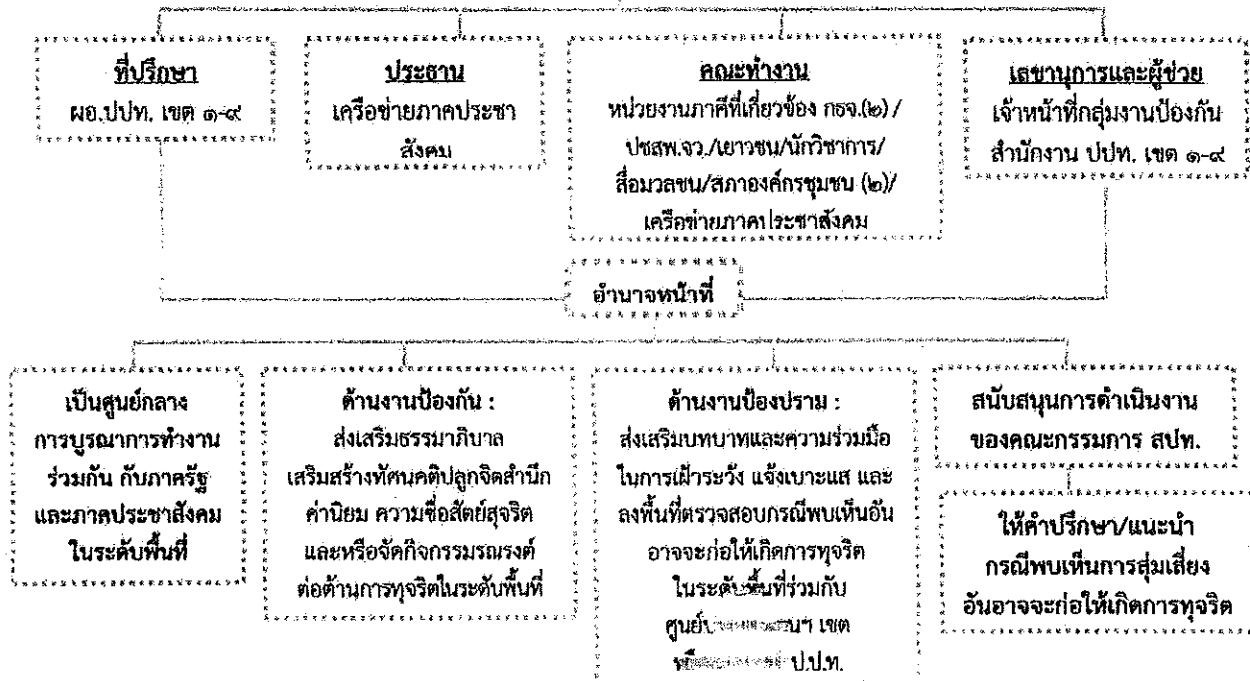 ที่ปรึกษา
ผอ.ปปท. เขต ๑-๙
ประธาน
เครือข่ายภาคประชา
สังคม
คณะทำงาน
หน่วยงานภาคีที่เกี่ยวข้อง กธจ.(๒) /
ปชสพ.จว./เยาวชน/นักวิชาการ/
สื่อมวลชน/สภาองค์กรชุมชน (๒)/
เครือข่ายภาคประชาสังคม
เลขานุการและผู้ช่วย
เจ้าหน้าที่กลุ่มงานป้องกัน
สำนักงาน ปปท. เขต ๑-๙
อำนาจหน้าที่
เป็นศูนย์กลาง
การบูรณาการทำงาน
ร่วมกัน กับภาครัฐ
และภาคประชาสังคม
ในระดับพื้นที่
ด้านงานป้องกัน :
ส่งเสริมธรรมาภิบาล
เสริมสร้างทัศนคติปลูกจิตสำนึก
ค่านิยม ความซื่อสัตย์สุจริต
และหรือจัดกิจกรรมรณรงค์
ต่อต้านการทุจริตในระดับพื้นที่
ด้านงานป้องปราม :
ส่งเสริมบทบาทและความร่วมมือ
ในการเฝ้าระวัง แจ้งเบาะแส และ
ลงพื้นที่ตรวจสอบกรณีพบเห็นอัน
อาจจะก่อให้เกิดการทุจริต
ในระดับพื้นที่ร่วมกับ
เขต
ป.ป.ท.
สนับสนุนการดำเนินงาน
ของคณะกรรมการ สปท.
ให้คำปรึกษา/แนะนำ
กรณีพบเห็นการสุ่มเสี่ยง
อันอาจจะก่อให้เกิดการทุจริต